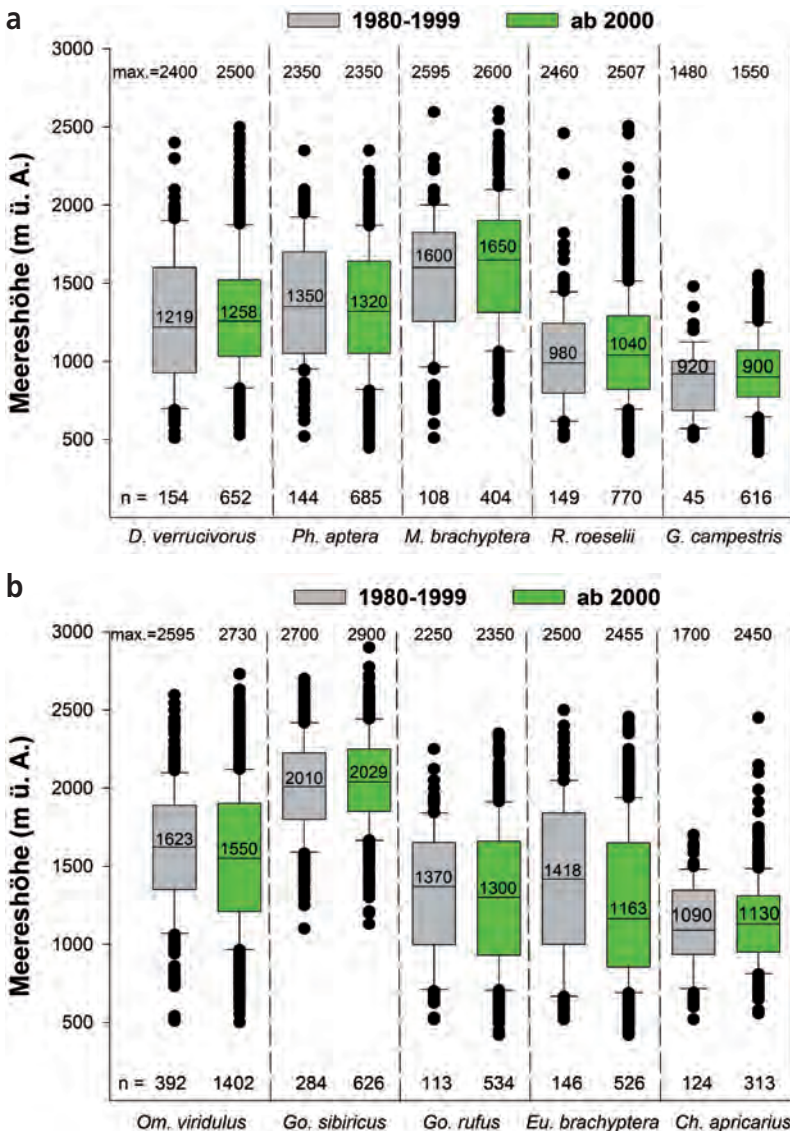 a
1980-1999 ab 2000
3000
max.=2400 2500 2350 2350 2595 2600 2460 2507 1480 1550
2500
2000
1500
1000
500
Meereshöhe (m ü. A.)
1219 1258 1350 1320 1600 1650 980 1040 920 900
n = 154 652 144 685 108 404 149 770 45 616
D. verrucivorus Ph. aptera M. brachyptera R. roeselii G. campestris
b
1980-1999 ab 2000
3000
max.=2595 2730 2700 2900 2250 2350 2500 2455 1700 2450
2500
2000
1500
1000
500
Meereshöhe (m ü. A.)
1623 1550 2010 2029 1370 1300 1418 1163 1090 1130
n = 392 1402 284 626 113 534 146 526 124 313
Om. viridulus Go. sibiricus Go. rufus Eu. brachyptera Ch. apricarius